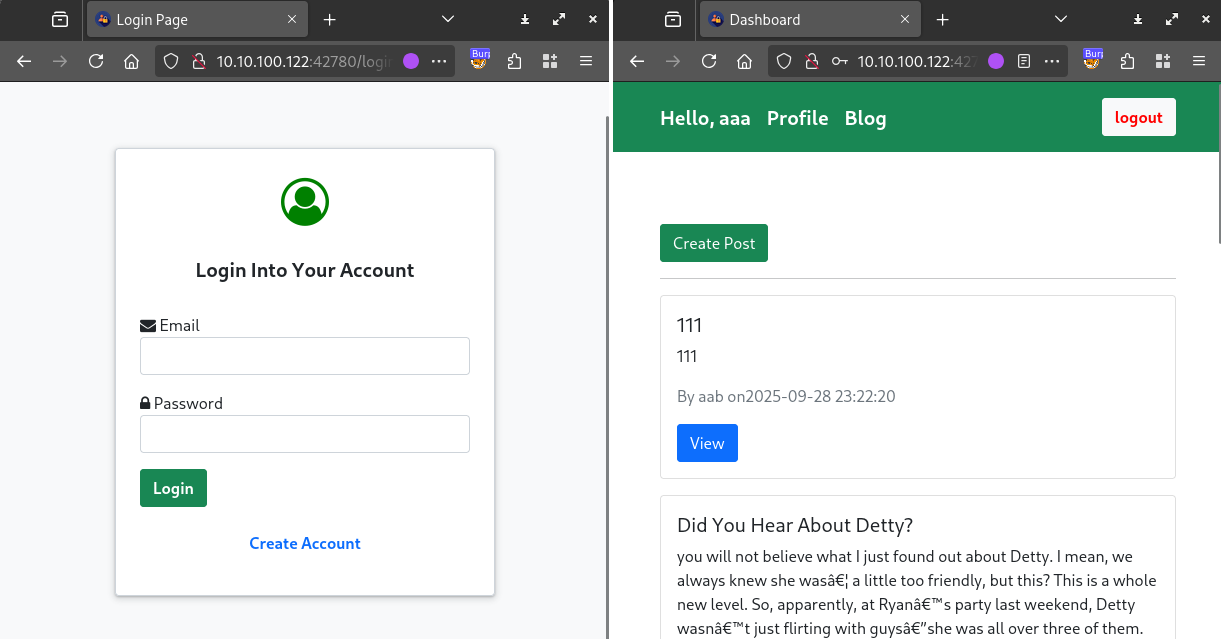 Login Page
10.10.100.122:42780/login
Burp
Login Into Your Account
Email
Password
Login
Create Account
Dashboard
10.10.100.122:427
Burp
Hello, aaa Profile Blog
logout
Create Post
111
111
By aab on2025-09-28 23:22:20
View
Did You Hear About Detty?
you will not believe what I just found out about Detty. I mean, we
always knew she wasâ€¦ a little too friendly, but this? This is a whole
new level. So, apparently, at Ryanâ€™s party last weekend, Detty
wasnâ€™t just flirting with guysâ€”she was all over three of them.